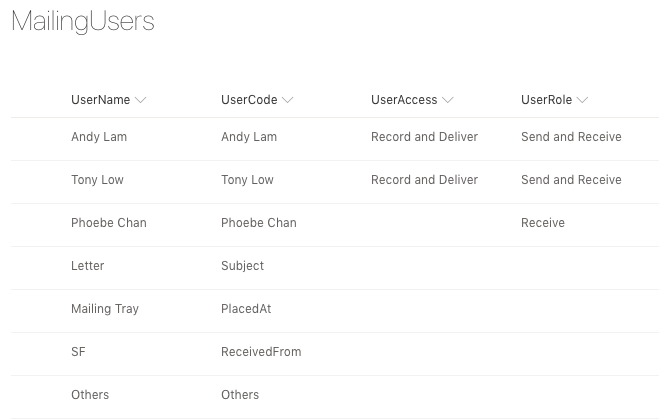 MailingUsers
UserName UserCode UserAccess UserRole
Andy Lam Andy Lam Record and Deliver Send and Receive
Tony Low Tony Low Record and Deliver Send and Receive
Phoebe Chan Phoebe Chan Receive
Letter Subject
Mailing Tray PlacedAt
SF ReceivedFrom
Others Others